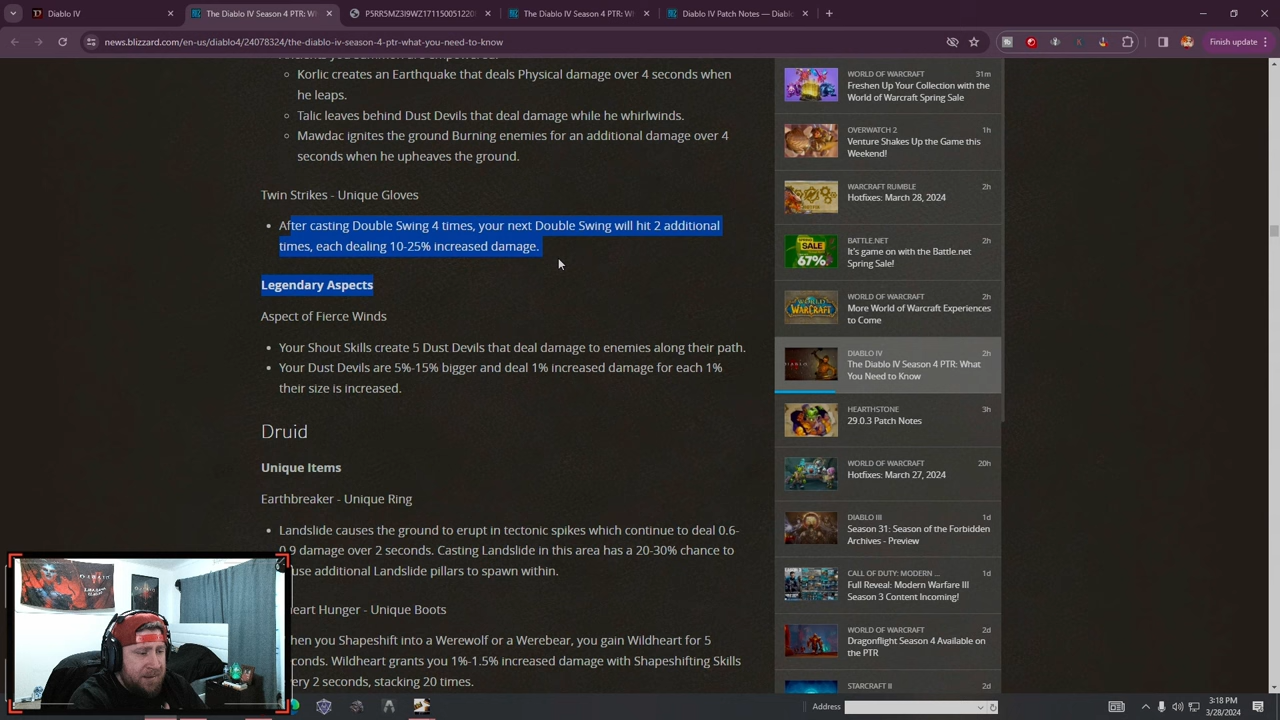 Diablo IV
The Diablo IV Season 4 PTR: W
P5RR5MZ3I9WZ1711500512209
The Diablo IV Season 4 PTR: W
Diablo IV Patch Notes — Diablo
news.blizzard.com/en-us/diablo4/24078324/the-diablo-iv-season-4-ptr-what-you-need-to-know
Finish update
Korlic creates an Earthquake that deals Physical damage over 4 seconds when
he leaps.
Talic leaves behind Dust Devils that deal damage while he whirlwinds.
Mawdac ignites the ground Burning enemies for an additional damage over 4
seconds when he upheaves the ground.
Twin Strikes - Unique Gloves
After casting Double Swing 4 times, your next Double Swing will hit 2 additional
times, each dealing 10-25% increased damage.
Legendary Aspects
Aspect of Fierce Winds
Your Shout Skills create 5 Dust Devils that deal damage to enemies along their path.
Your Dust Devils are 5%-15% bigger and deal 1% increased damage for each 1%
their size is increased.
Druid
Unique Items
Earthbreaker - Unique Ring
Landslide causes the ground to erupt in tectonic spikes which continue to deal 0.6-
0.9 damage over 2 seconds. Casting Landslide in this area has a 20-30% chance to
use additional Landslide pillars to spawn within.
heart Hunger - Unique Boots
hen you Shapeshift into a Werewolf or a Werebear, you gain Wildheart for 5
conds. Wildheart grants you 1%-1.5% increased damage with Shapeshifting Skills
very 2 seconds, stacking 20 times.
WORLD OF WARCRAFT 31m
Freshen Up Your Collection with the
World of Warcraft Spring Sale
OVERWATCH 2 1h
Venture Shakes Up the Game this
Weekend!
WARCRAFT RUMBLE 2h
Hotfixes: March 28, 2024
SALE
67%
BATTLE.NET 2h
It's game on with the Battle.net
Spring Sale!
WORLD OF WARCRAFT 2h
More World of Warcraft Experiences
to Come
DIABLO IV 2h
The Diablo IV Season 4 PTR: What
You Need to Know
HEARTHSTONE 3h
29.0.3 Patch Notes
WORLD OF WARCRAFT 20h
Hotfixes: March 27, 2024
DIABLO III 1d
Season 31: Season of the Forbidden
Archives - Preview
CALL OF DUTY: MODERN ... 1d
Full Reveal: Modern Warfare III
Season 3 Content Incoming!
WORLD OF WARCRAFT 2d
Dragonflight Season 4 Available on
the PTR
STARCRAFT II 2d
Address
3:18 PM
3/28/2024